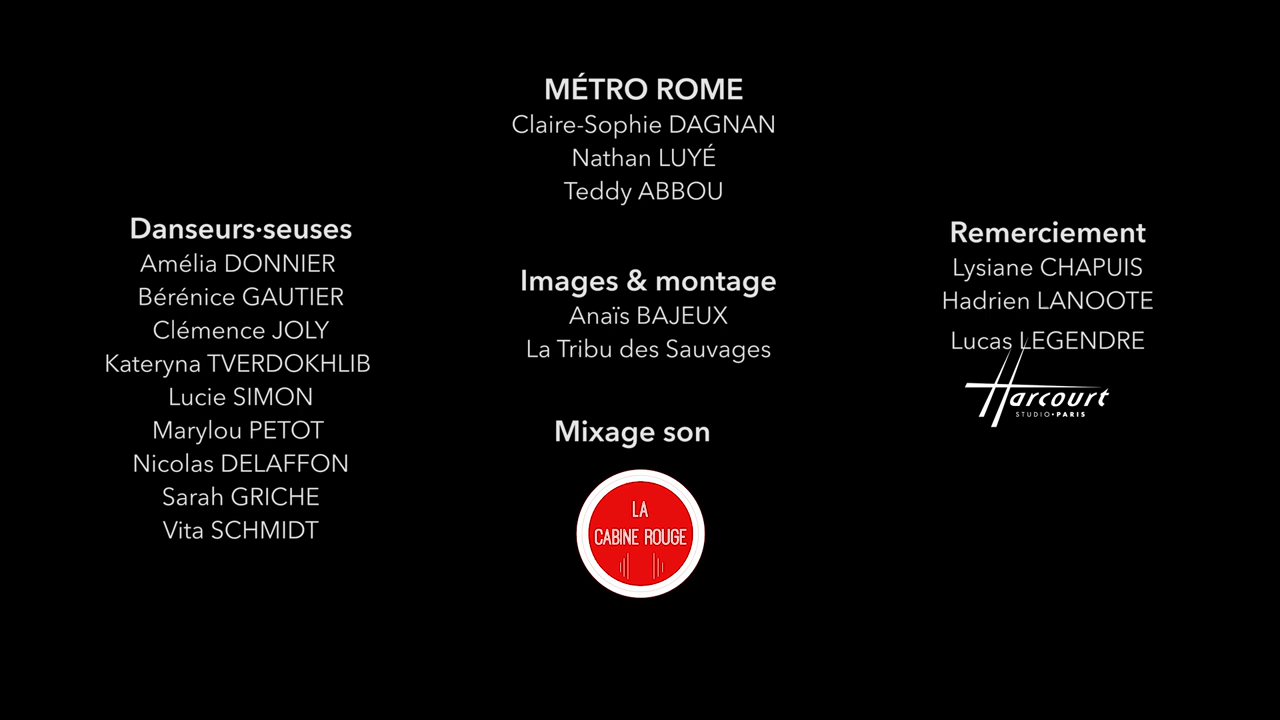 MÉTRO ROME
Claire-Sophie DAGNAN
Nathan LUYÉ
Teddy ABBOU
Danseurs·seuses
Amélia DONNIER
Bérénice GAUTIER
Clémence JOLY
Kateryna TVERDOKHLIB
Lucie SIMON
Marylou PETOT
Nicolas DELAFFON
Sarah GRICHE
Vita SCHMIDT
Images & montage
Anaïs BAJEUX
La Tribu des Sauvages
Mixage son
LA
CABINE ROUGE
Remerciement
Lysiane CHAPUIS
Hadrien LANOOTE
Lucas LEGENDRE
Harcourt
STUDIO•PARIS